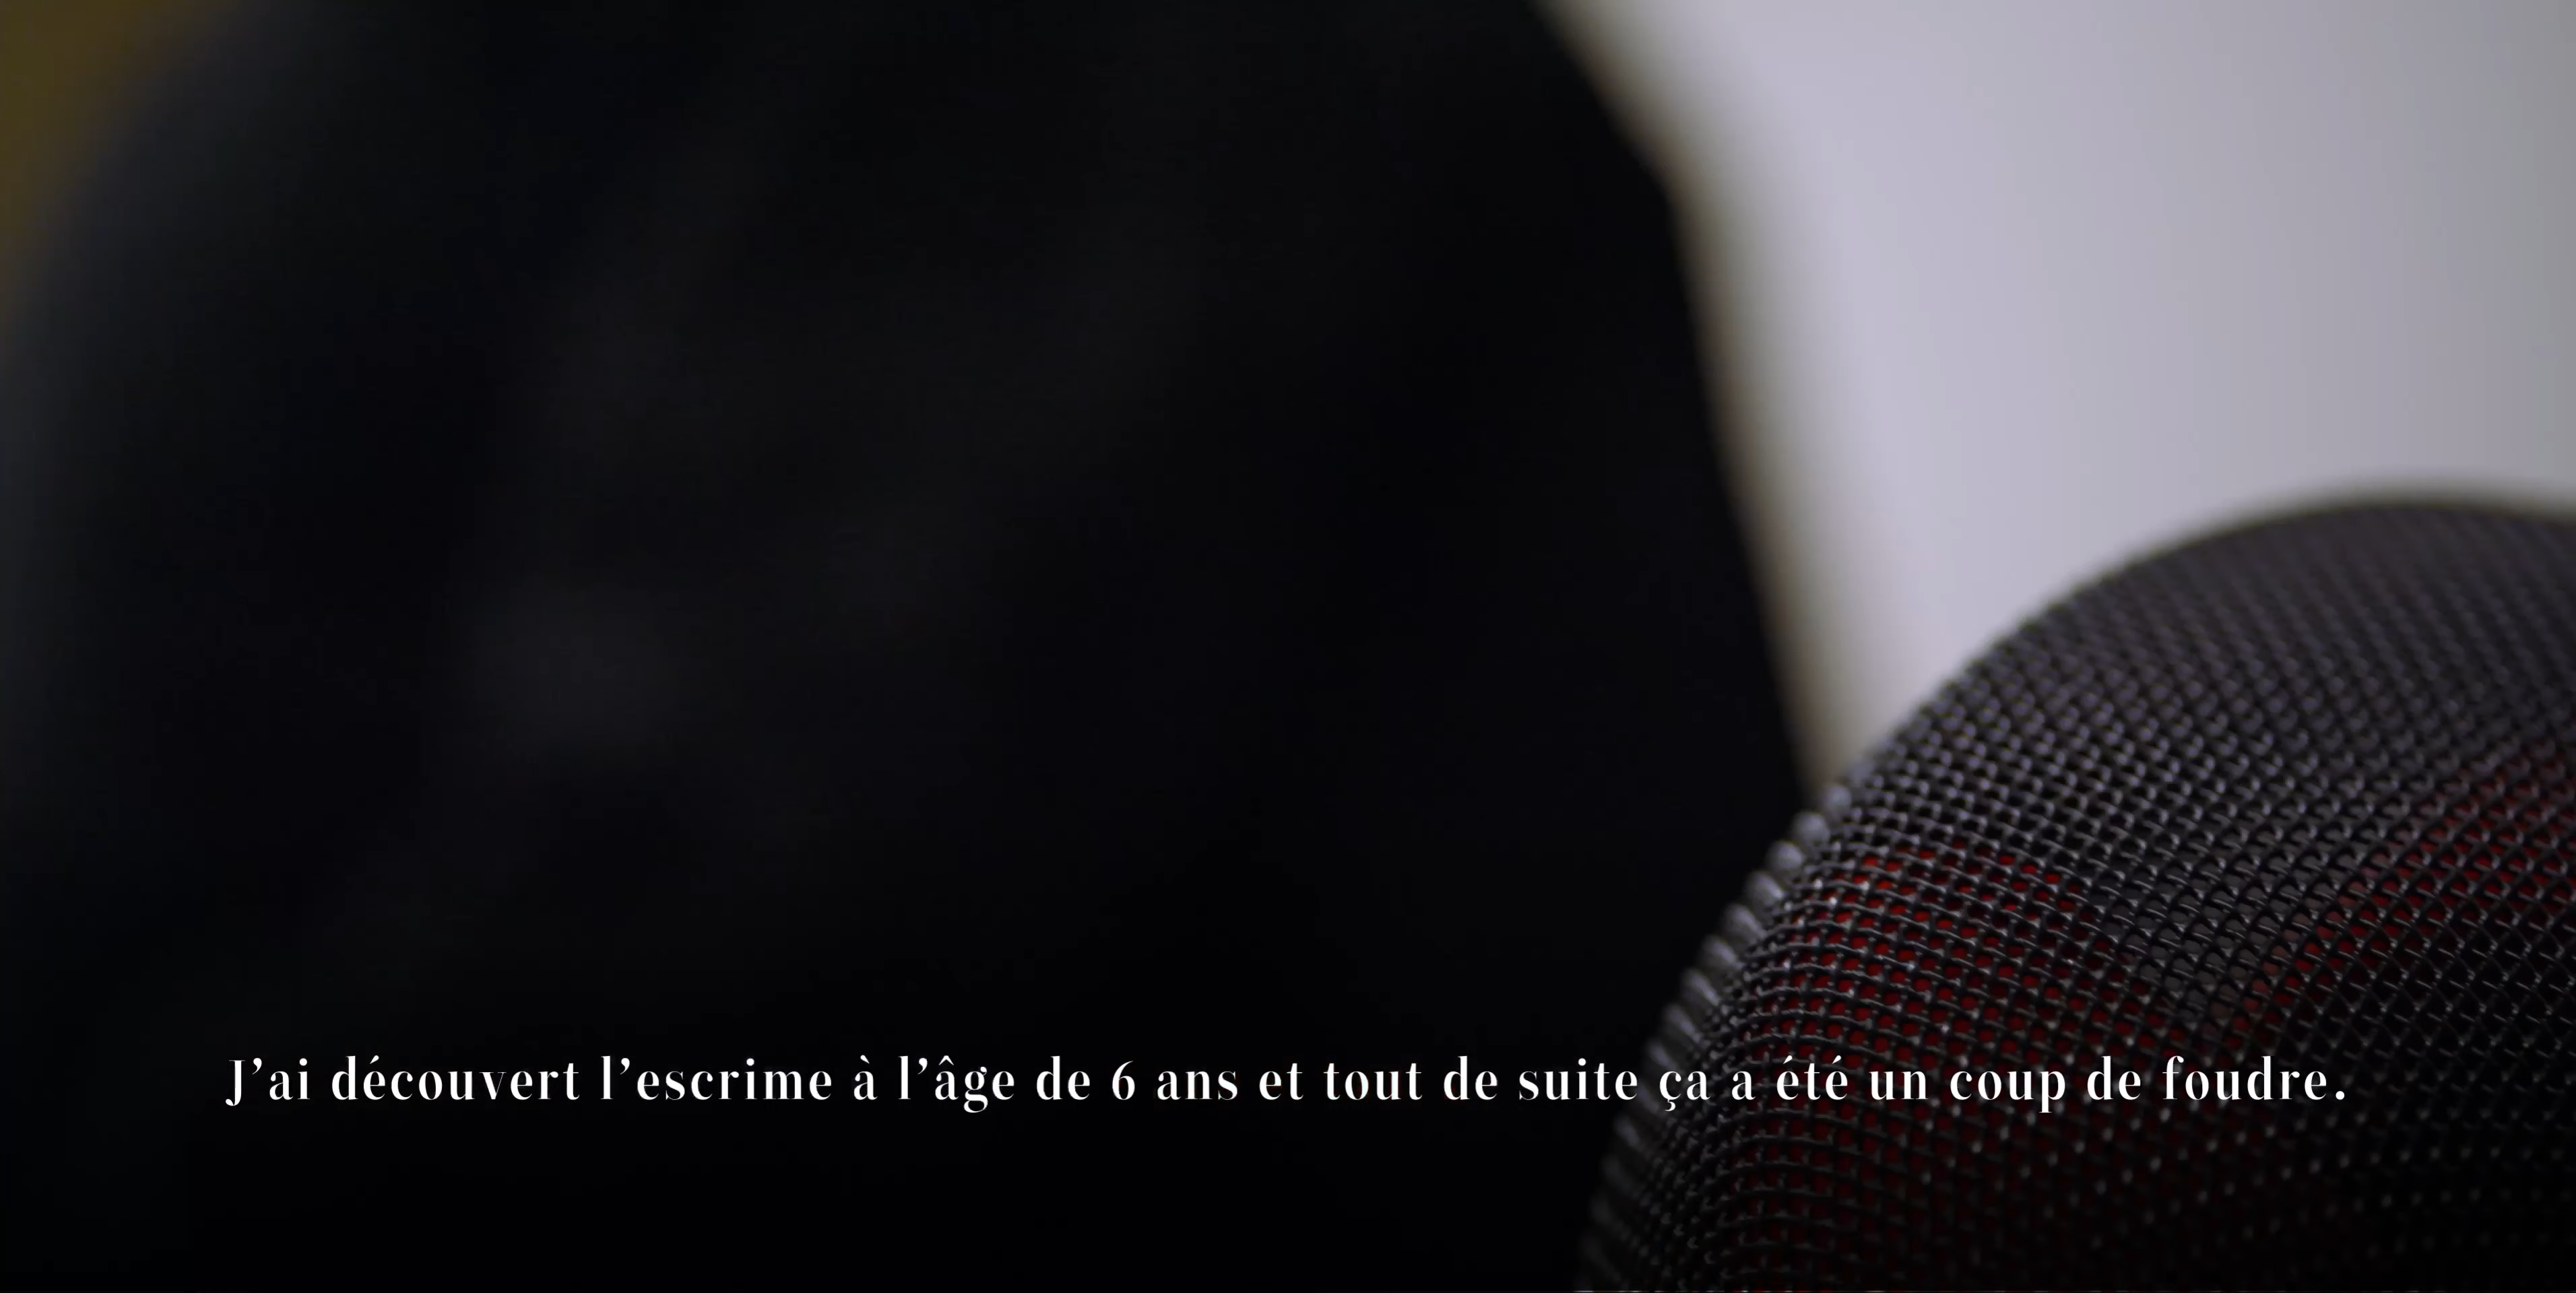 J’ai découvert l’escrime à l’âge de 6 ans et tout de suite ça a été un coup de foudre.